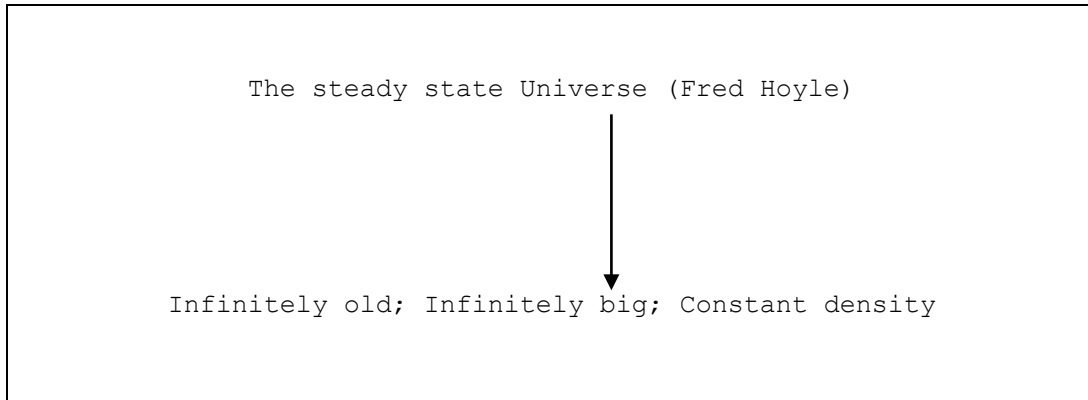 The steady state Universe (Fred Hoyle)
Infinitely old; Infinitely big; Constant density